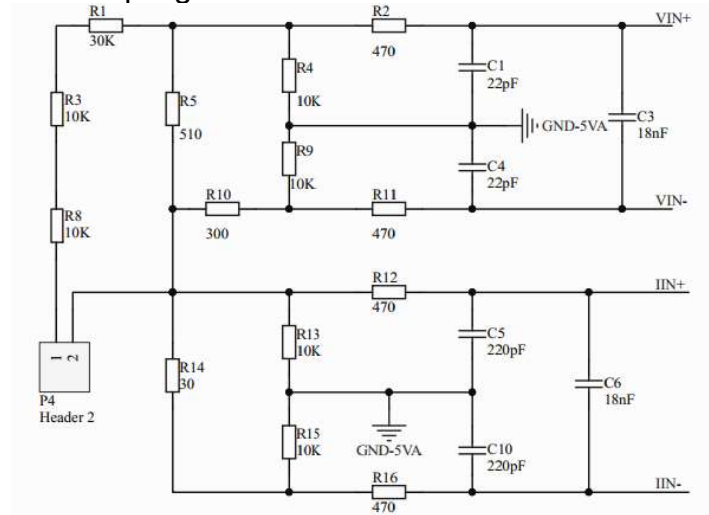 R1
30K
R2
470
VIN+
R3
10K
R5
510
R4
10K
C1
22pF
GND-5VA
C3
18nF
R9
10K
C4
22pF
R8
10K
R10
300
R11
470
VIN-
R12
470
IIN+
1 2
P4
Header 2
R14
30
R13
10K
C5
220pF
C6
18nF
R15
10K
GND-5VA
C10
220pF
R16
470
IIN-